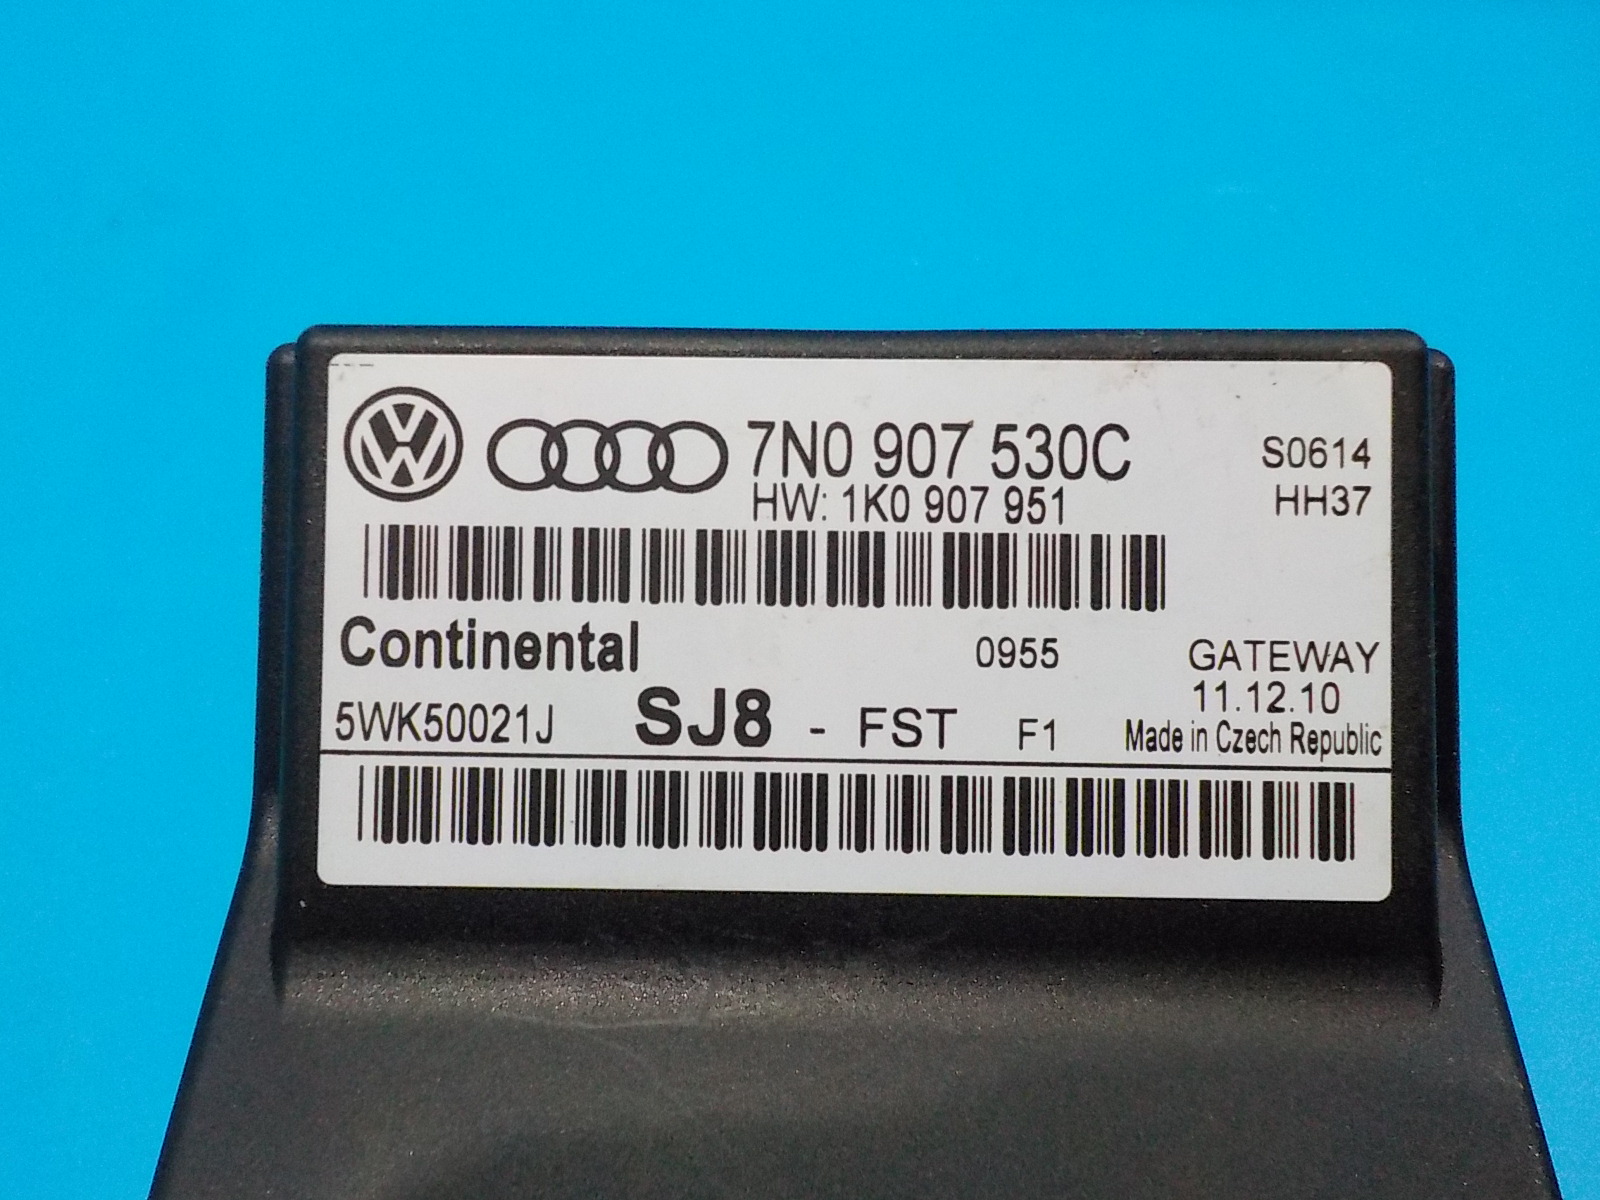 7N0 907 530C
S0614
HW: 1K0 907 951
HH37
Continental
0955
GATEWAY
11.12.10
5WK50021J
SJ8 - FST F1
Made in Czech Republic